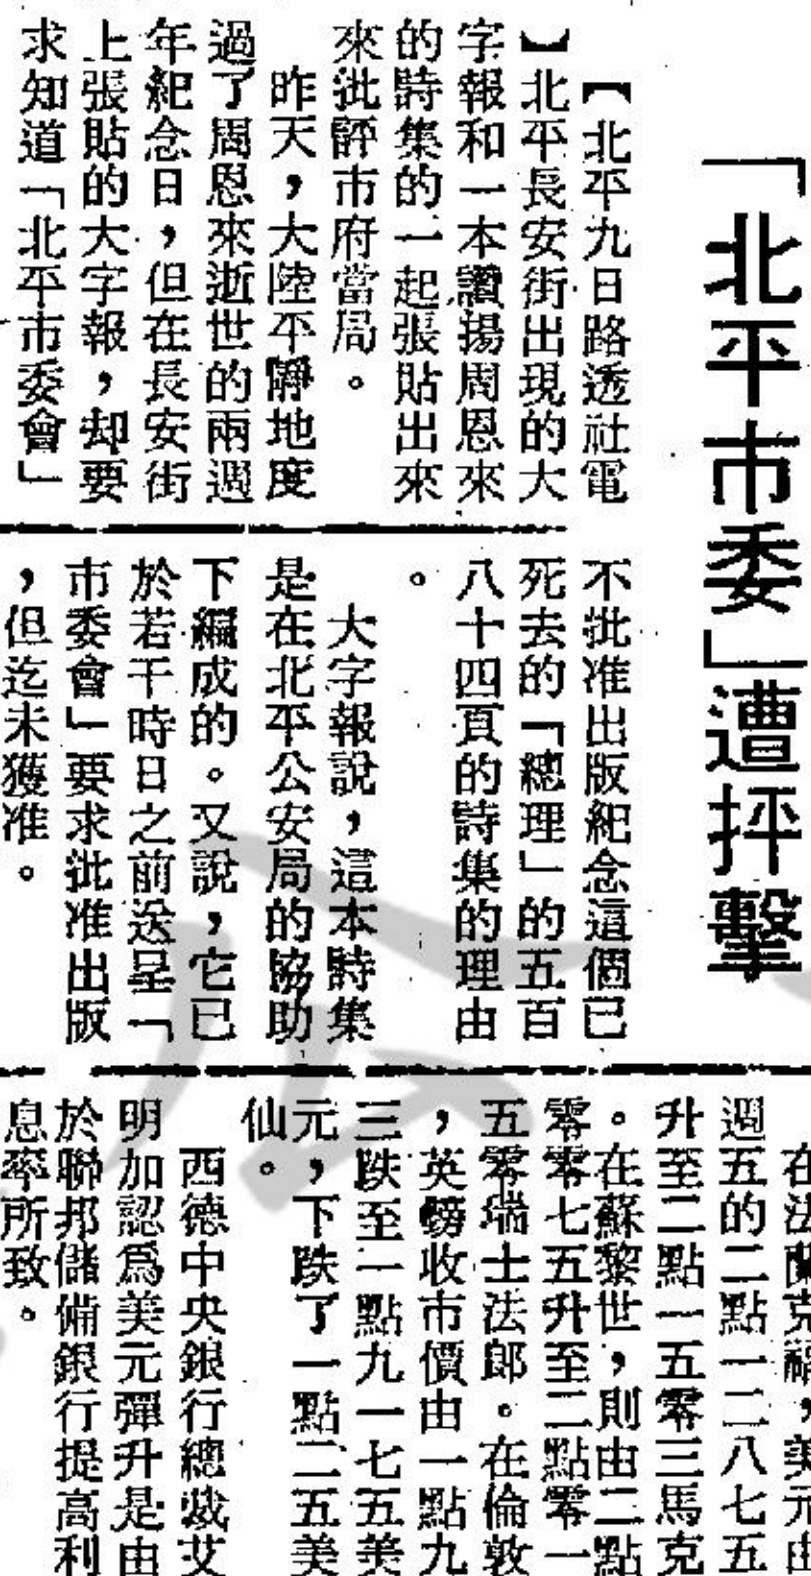 「北平市委」遭抨擊
【北平九日路透社電
】北平長安街出現的大
字報和一本讚揚周恩來
的詩集的一起張貼出來
來批評市府當局。
昨天，大陸平靜地度
過了周恩來逝世的兩週
年紀念日，但在長安街
上張貼的大字報，却要
求知道「北平市委會」
不批准出版紀念這個已
死去的「總理」的五百
八十四頁的詩集的理由
。
大字報說，這本詩集
是在北平公安局的協助
下編成的。又說，它已
於若干時日之前送呈「
市委會」要求批准出版
，但迄未獲准。
在法蘭克福，美元由
週五的二點一二八七五
升至二點一五零三馬克
。在蘇黎世，則由二點
零零七五升至二點零一
五零瑞士法郎。在倫敦
，英鎊收市價由一點九
三跌至一點九一七五美
元，下跌了一點二五美
仙。
西德中央銀行總裁艾
明加認爲美元彈升是由
於聯邦儲備銀行提高利
息率所致。